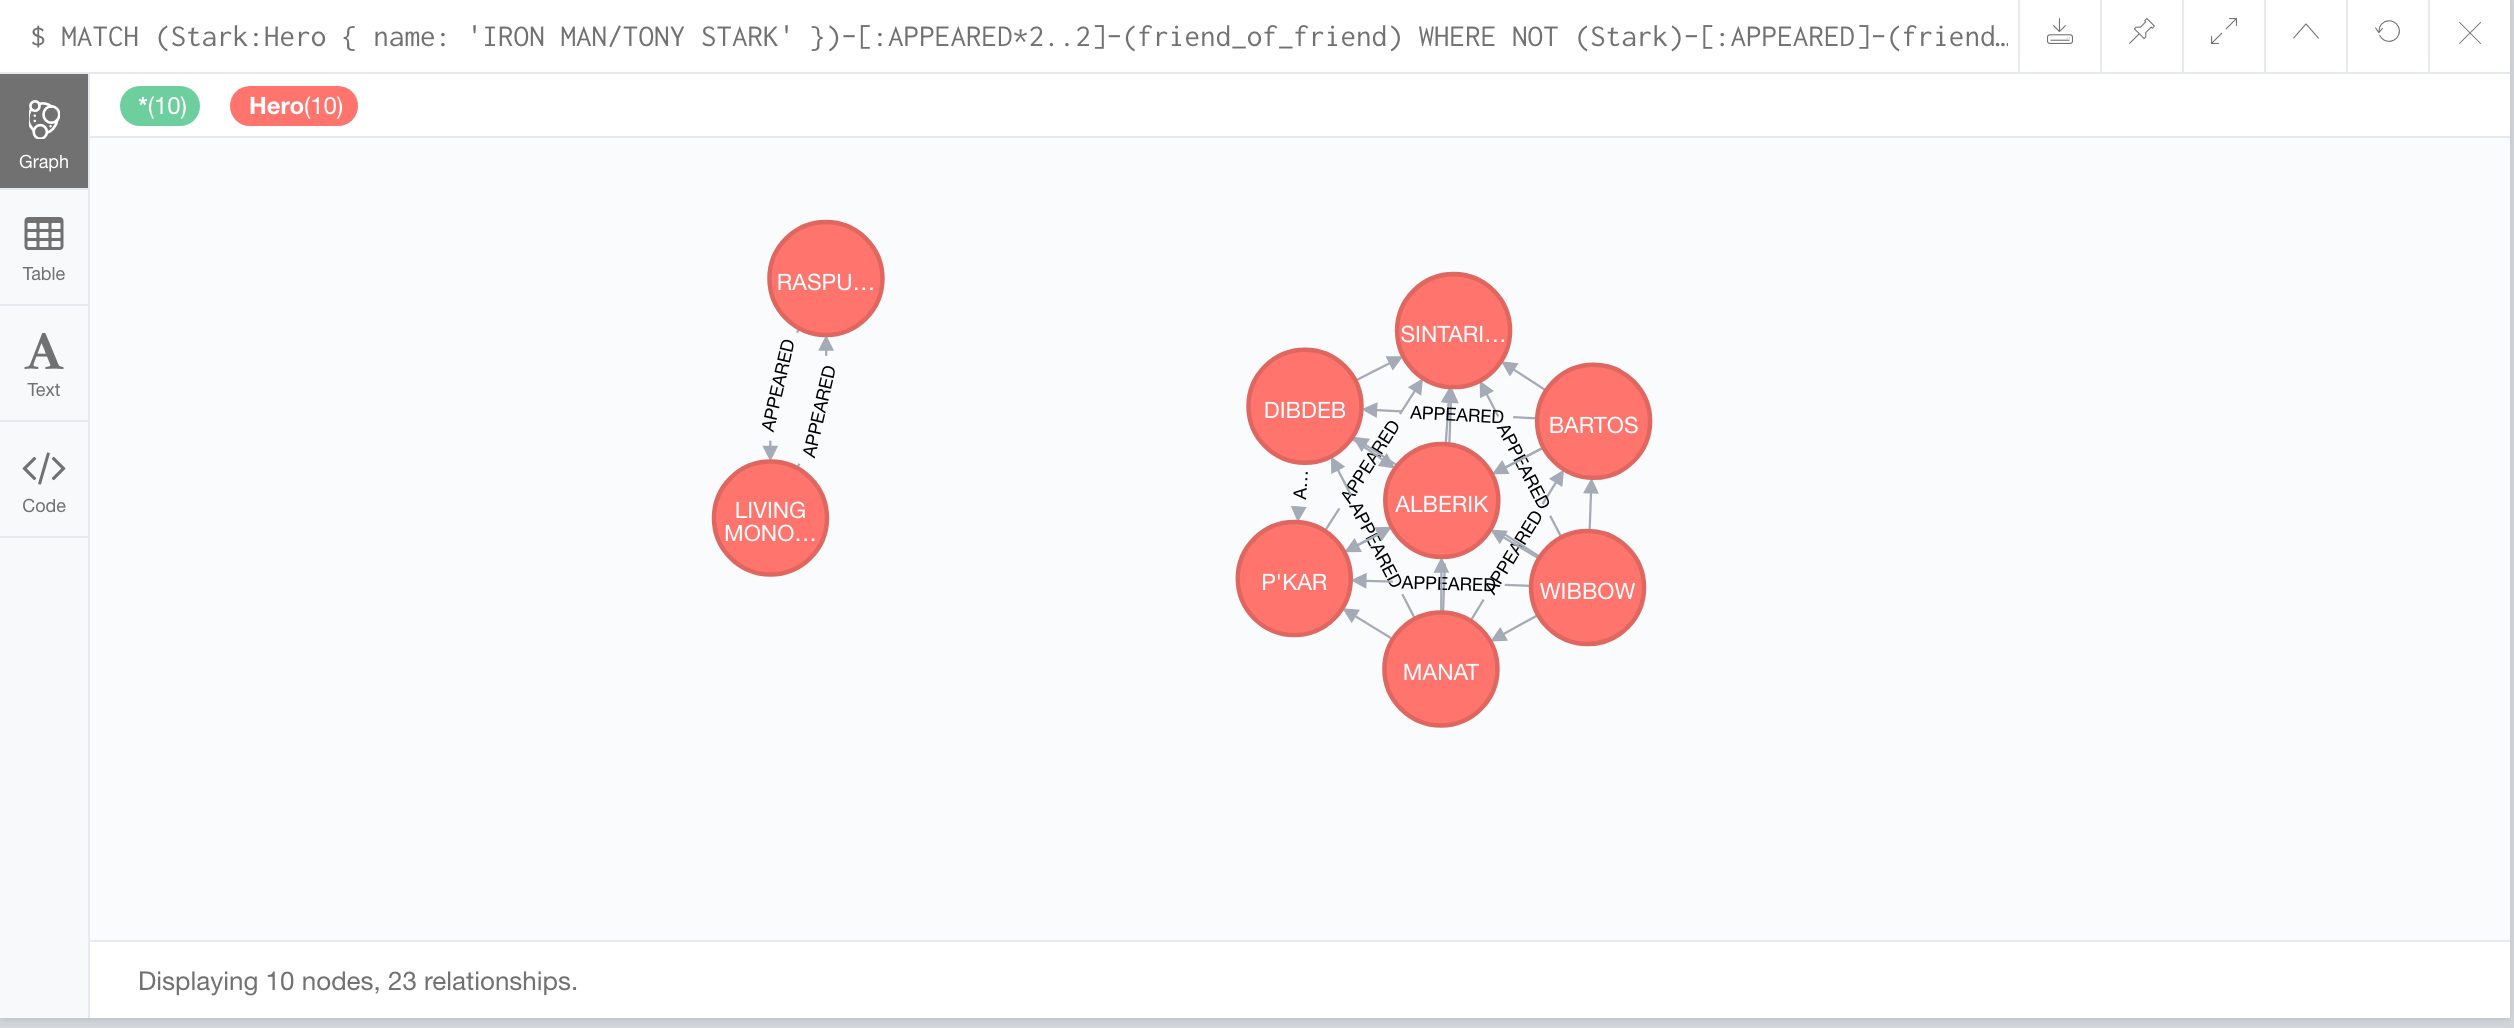 $ MATCH (Stark:Hero { name: 'IRON MAN/TONY STARK' })-[:APPEARED*2..2]-(friend_of_friend) WHERE NOT (Stark)-[:APPEARED]-(friend…
*(10) Hero(10)
Graph
Table
Text
Code
RASPU…
APPEARED
APPEARED
LIVING
MONO…
SINTARI…
DIBDEB
APPEARED
BARTOS
APPEARED
APPEARED
A…
ALBERIK
APPEARED
APPEARED
P'KAR
APPEARED
WIBBOW
MANAT
Displaying 10 nodes, 23 relationships.